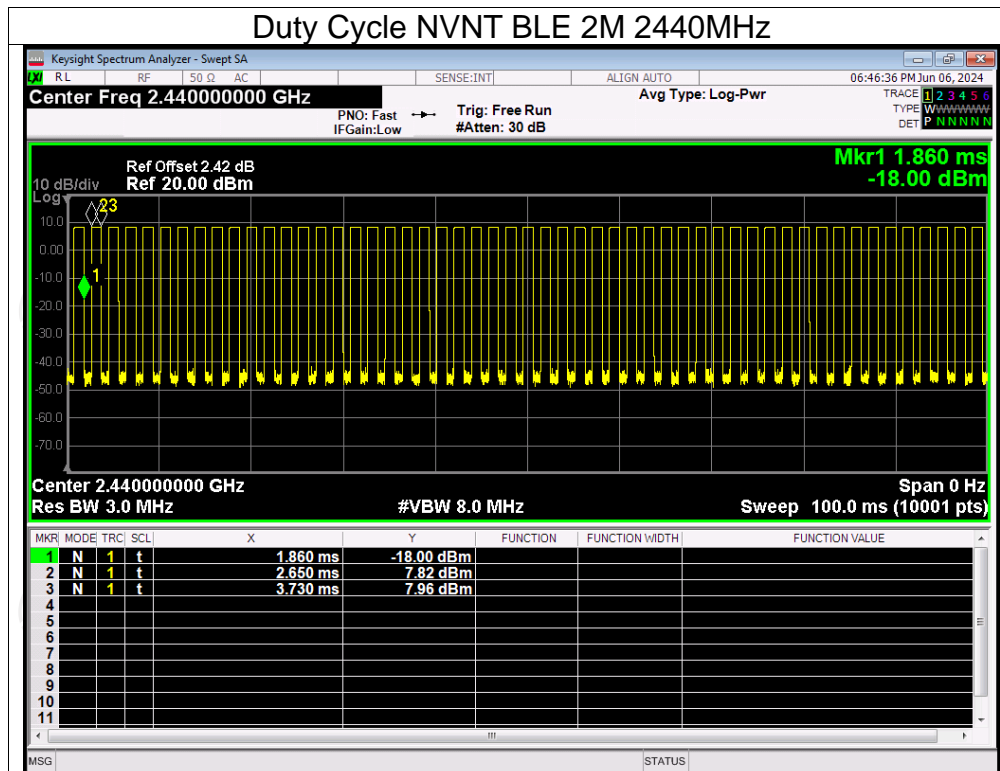 Duty Cycle NVNT BLE 2M 2440MHz
Keysight Spectrum Analyzer - Swept SA
LXI RL RF 50 Ω AC SENSE:INT ALIGN AUTO 06:46:36 PM Jun 06, 2024
Center Freq 2.440000000 GHz Avg Type: Log-Pwr TRACE 1 2 3 4 5 6
PNO: Fast Trig: Free Run TYPE WWWWWW
IFGain:Low #Atten: 30 dB DET P N N N N N
Mkr1 1.860 ms
Ref Offset 2.42 dB
10 dB/div Ref 20.00 dBm -18.00 dBm
Log
23
10.0
0.00
1
-10.0
-20.0
-30.0
-40.0
-50.0
-60.0
-70.0
Center 2.440000000 GHz Span 0 Hz
Res BW 3.0 MHz #VBW 8.0 MHz Sweep 100.0 ms (10001 pts)
MKR MODE TRC SCL X Y FUNCTION FUNCTION WIDTH FUNCTION VALUE
1 N 1 t 1.860 ms -18.00 dBm
2 N 1 t 2.650 ms 7.82 dBm
3 N 1 t 3.730 ms 7.96 dBm
4
5
6
7
8
9
10
11
MSG STATUS